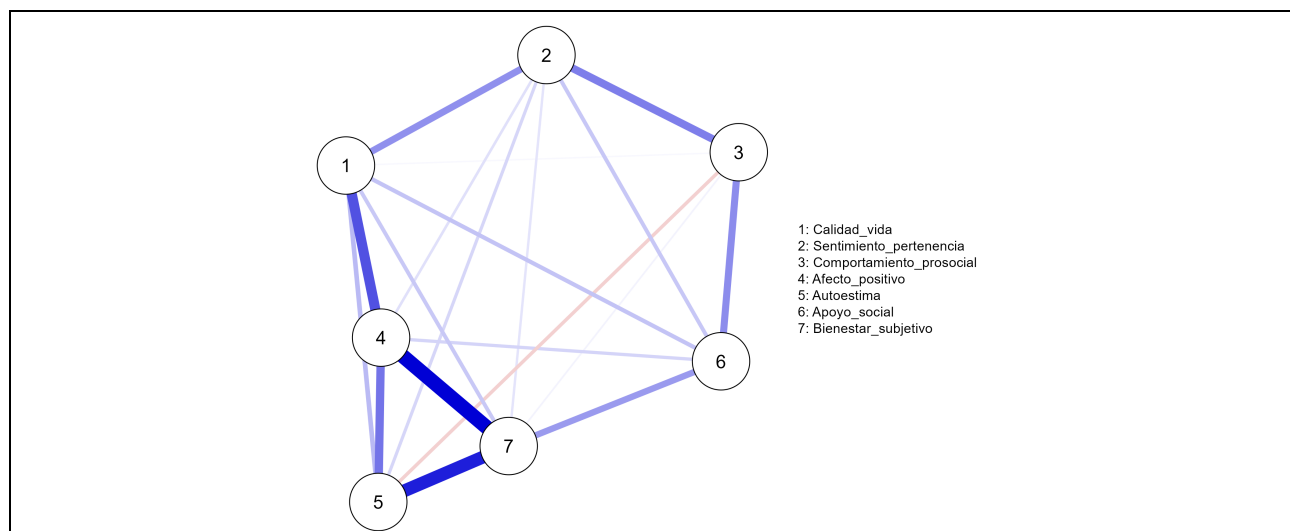 2
3
1
4
6
7
5
1: Calidad_vida
2: Sentimiento_pertenencia
3: Comportamiento_prosocial
4: Afecto_positivo
5: Autoestima
6: Apoyo_social
7: Bienestar_subjetivo